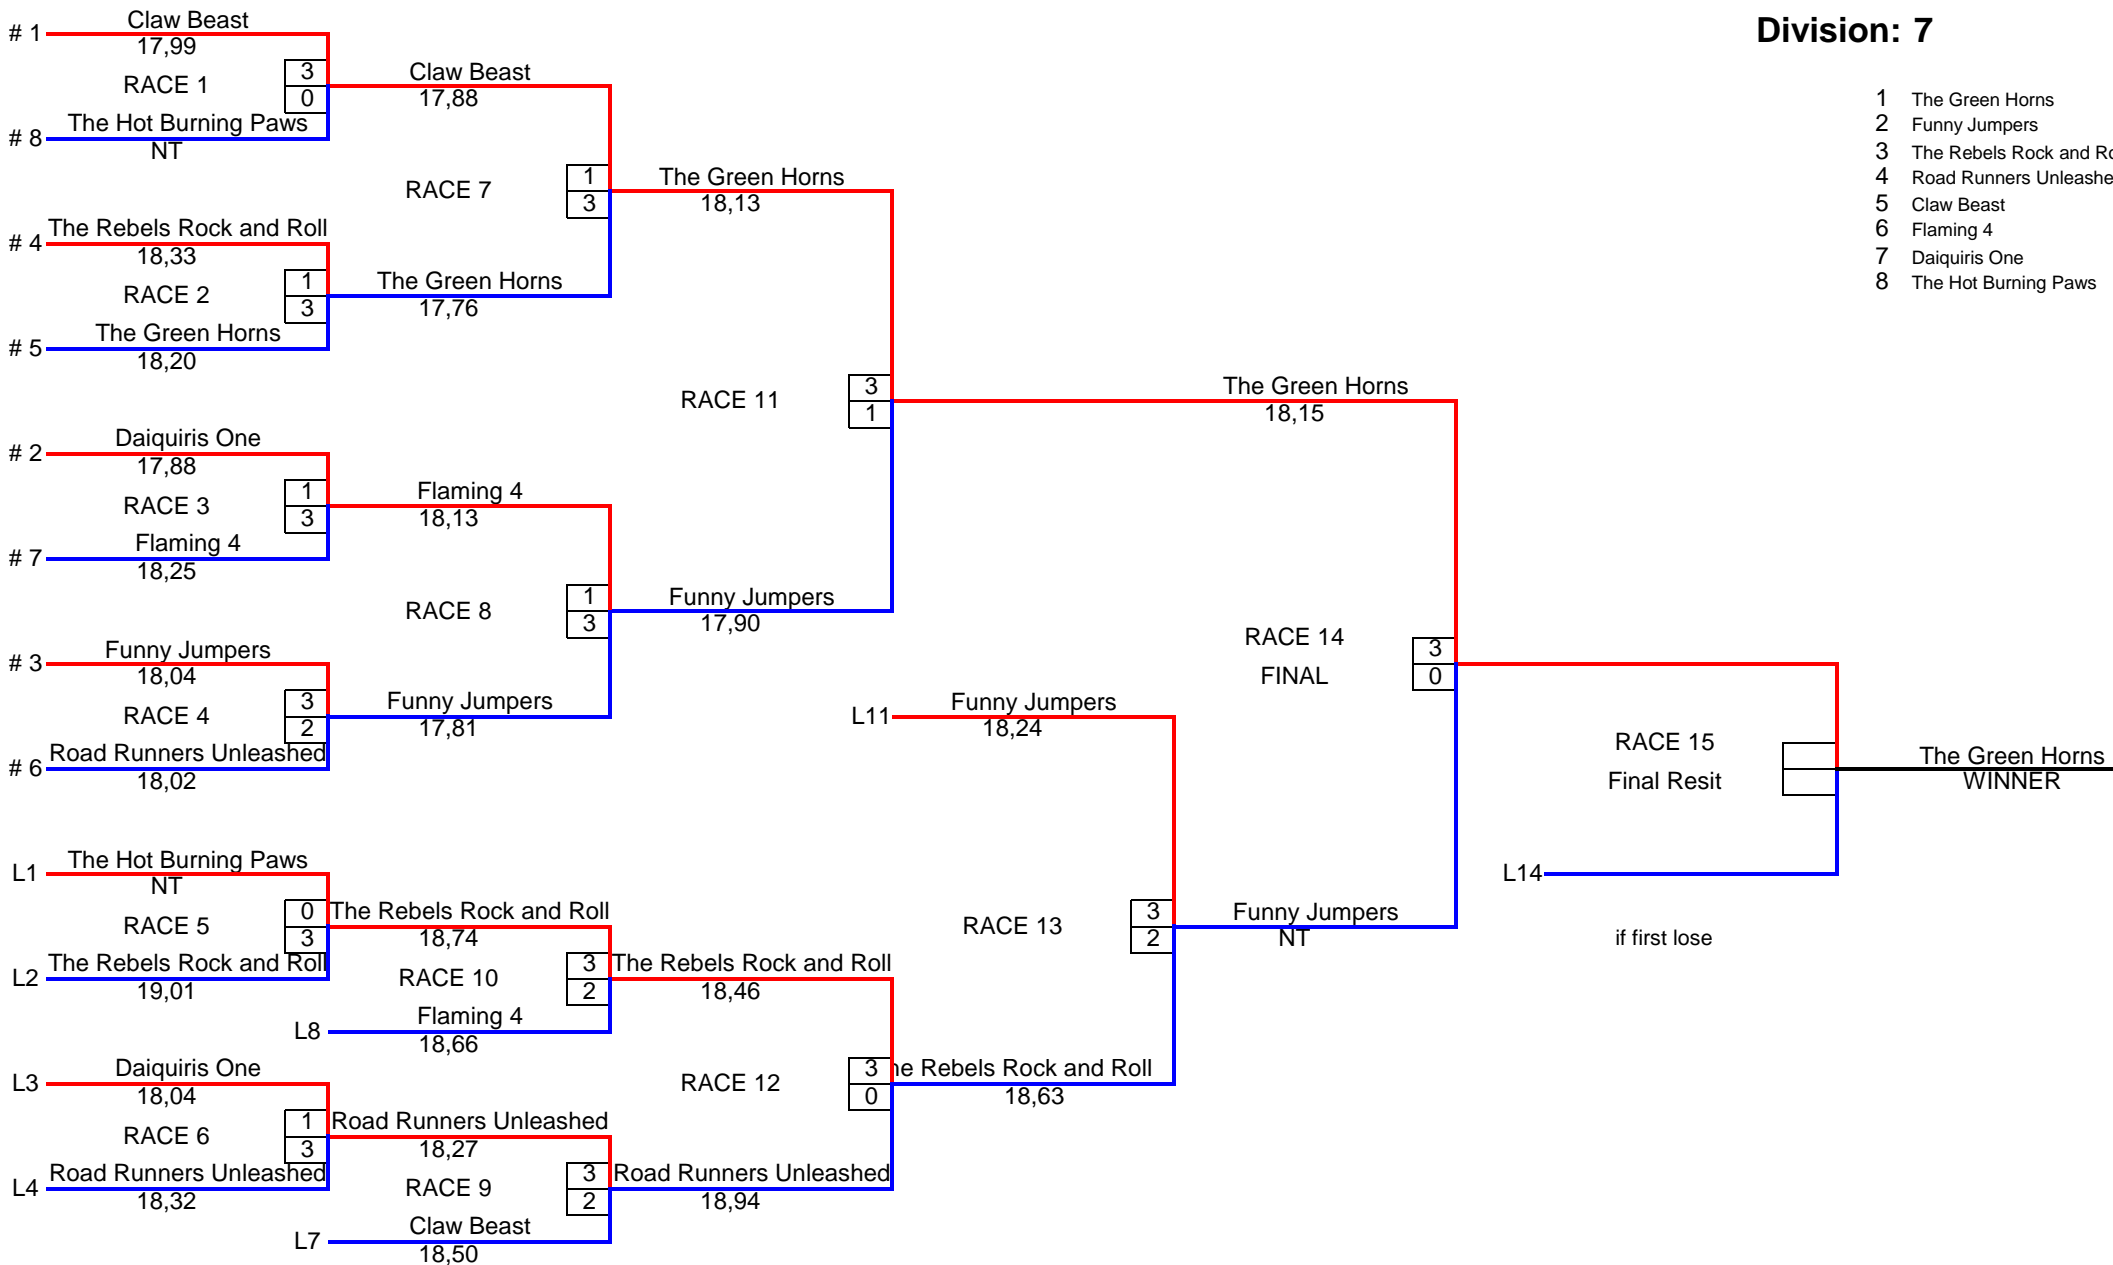 Division: 7
1 The Green Horns
2 Funny Jumpers
3 The Rebels Rock and Ro
4 Road Runners Unleashe
5 Claw Beast
6 Flaming 4
7 Daiquiris One
8 The Hot Burning Paws
# 1 Claw Beast
17,99
RACE 1 3
0
# 8 The Hot Burning Paws
NT
# 4 The Rebels Rock and Roll
18,33
RACE 2 1
3
# 5 The Green Horns
18,20
# 2 Daiquiris One
17,88
RACE 3 1
3
# 7 Flaming 4
18,25
# 3 Funny Jumpers
18,04
RACE 4 3
2
# 6 Road Runners Unleashed
18,02
L1 The Hot Burning Paws
NT
RACE 5 0
3
L2 The Rebels Rock and Roll
19,01
L3 Daiquiris One
18,04
RACE 6 1
3
L4 Road Runners Unleashed
18,32
Claw Beast
17,88
RACE 7 1
3
The Green Horns
17,76
Flaming 4
18,13
RACE 8 1
3
Funny Jumpers
17,81
The Rebels Rock and Roll
18,74
RACE 10 3
2
L8 Flaming 4
18,66
Road Runners Unleashed
18,27
RACE 9 3
2
L7 Claw Beast
18,50
The Green Horns
18,13
RACE 11 3
1
Funny Jumpers
17,90
The Rebels Rock and Roll
18,46
RACE 12 3
0
Road Runners Unleashed
18,94
L11 Funny Jumpers
18,24
RACE 13 3
2
he Rebels Rock and Roll
18,63
The Green Horns
18,15
RACE 14 3
FINAL 0
Funny Jumpers
NT
RACE 15
Final Resit
L14
if first lose
The Green Horns
WINNER